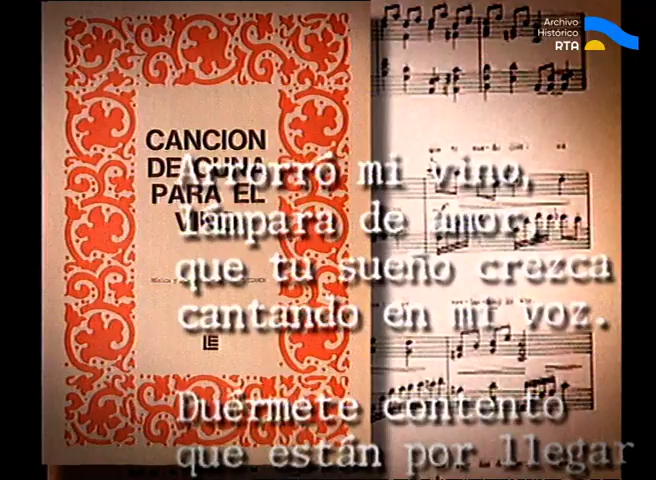 Archivo
Histórico
RTA
CANCION
DE CUNA
PARA EL
Arrorró mi vino,
lámpara de amor,
que tu sueño crezca
cantando en mi voz.
LE
Duérmete contento
que están por llegar